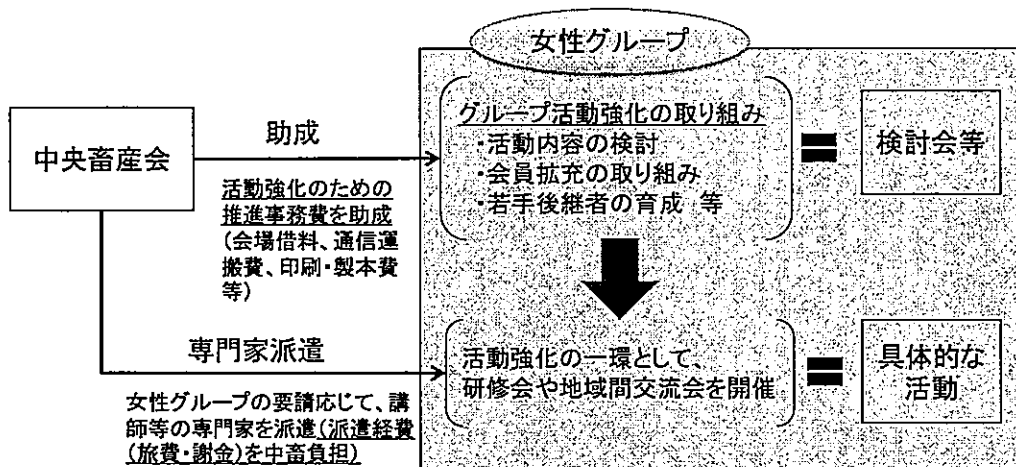 女性グループ
中央畜産会
助成
活動強化のための
推進事務費を助成
(会場借料、通信運
搬費、印刷・製本費
等)
グループ活動強化の取り組み
・活動内容の検討
・会員拡充の取り組み
・若手後継者の育成 等
検討会等
専門家派遣
女性グループの要請応じて、講
師等の専門家を派遣(派遣経費
(旅費・謝金)を中畜負担)
活動強化の一環として、
研修会や地域間交流会を開催
具体的な
活動